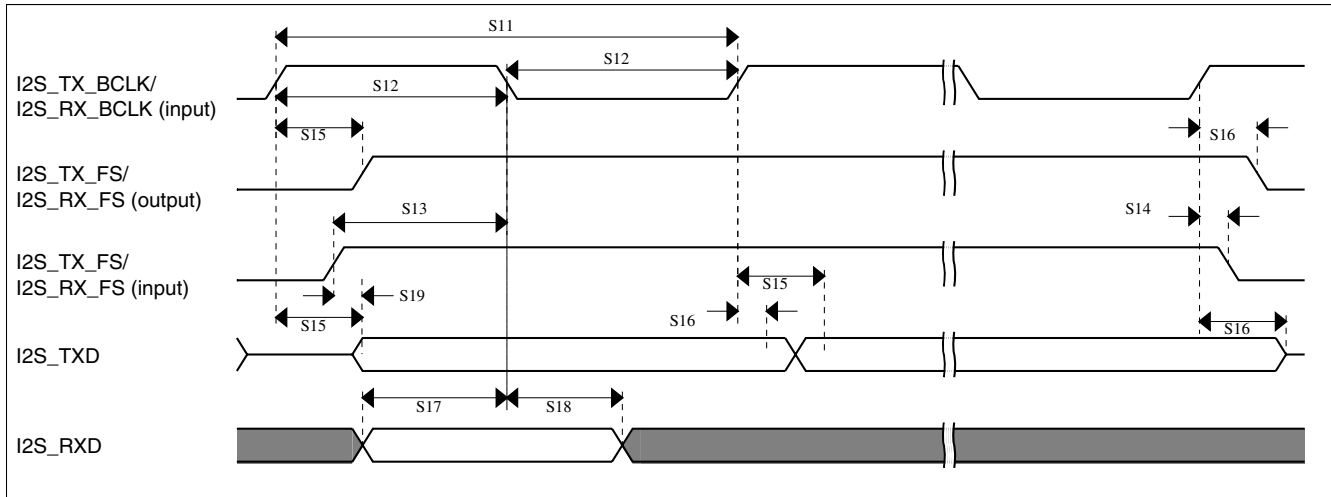 S11
I2S_TX_BCLK/
I2S_RX_BCLK (input)
S12
S12
S15
S16
I2S_TX_FS/
I2S_RX_FS (output)
S13
S14
I2S_TX_FS/
I2S_RX_FS (input)
S19
S15
S15
S16
S16
I2S_TXD
S17
S18
I2S_RXD